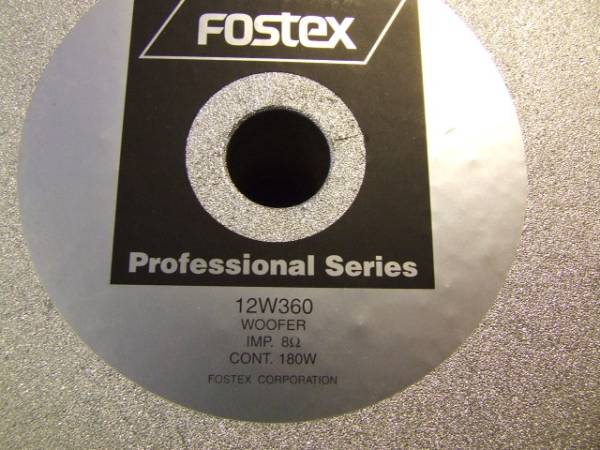 Fostex
Professional Series
12W360
WOOFER
IMP. 8Ω
CONT. 180W
FOSTEX CORPORATION